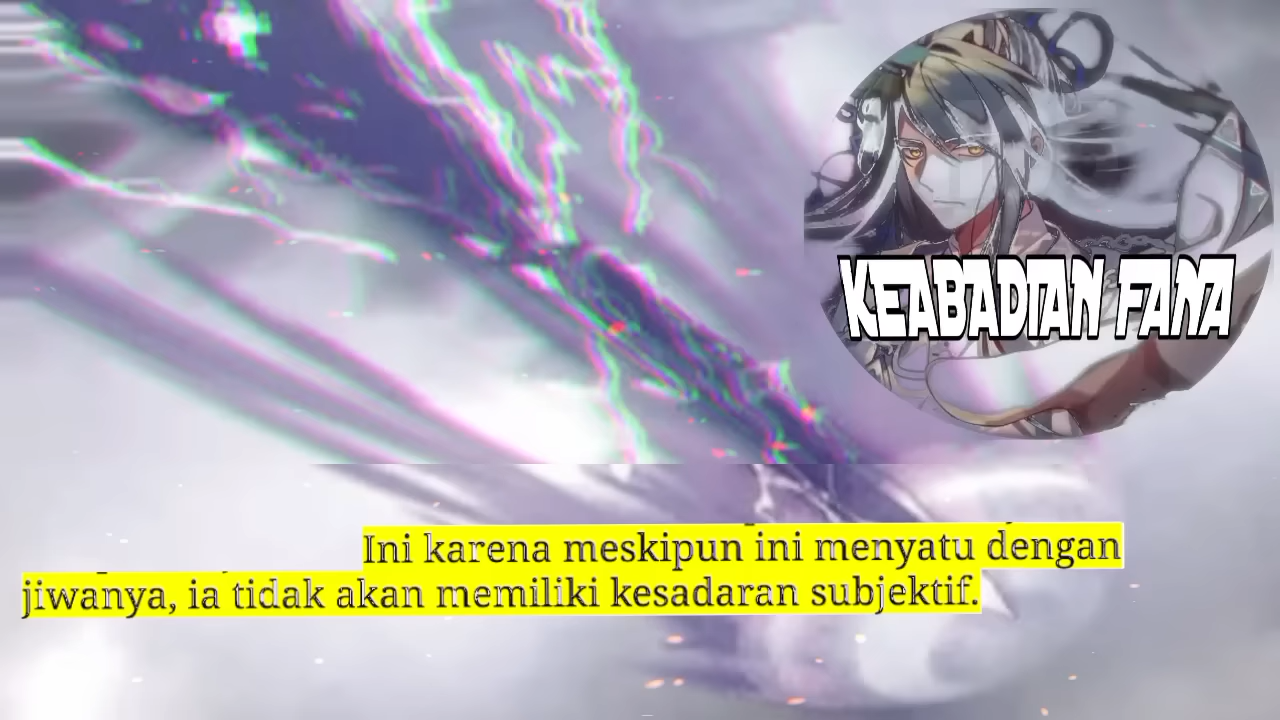 KEABADIAN FANA
Ini karena meskipun ini menyatu dengan
jiwanya, ia tidak akan memiliki kesadaran subjektif.